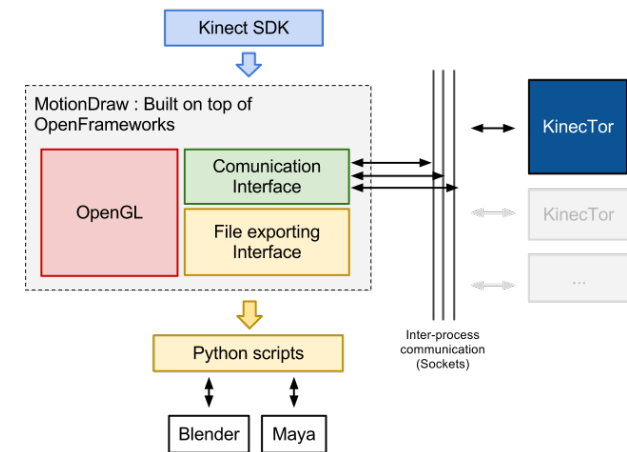 Kinect SDK
MotionDraw : Built on top of
OpenFrameworks
OpenGL
Comunication
Interface
File exporting
Interface
KinecTor
KinecTor
...
Inter-process
communication
(Sockets)
Python scripts
Blender
Maya